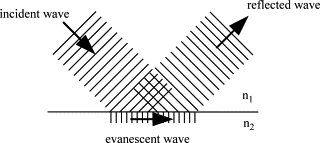 incident wave
reflected wave
n1
n2
evanescent wave